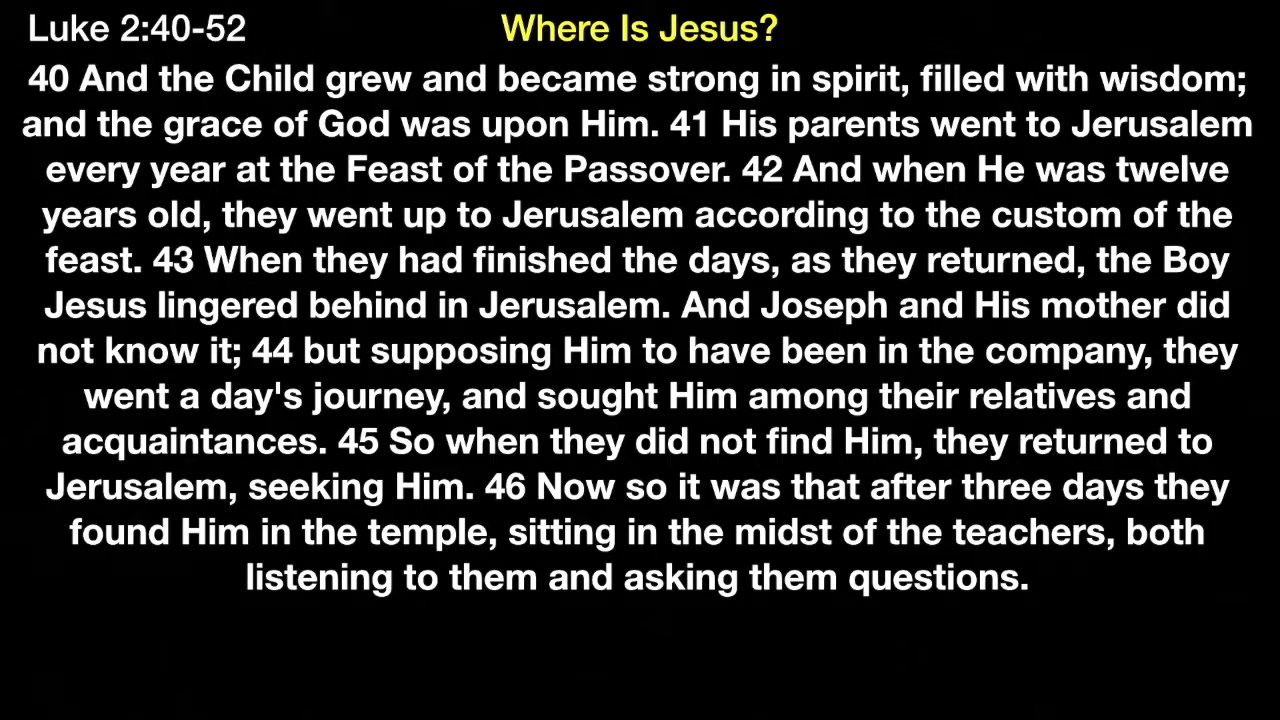 Luke 2:40-52
Where Is Jesus?
40 And the Child grew and became strong in spirit, filled with wisdom;
and the grace of God was upon Him. 41 His parents went to Jerusalem
every year at the Feast of the Passover. 42 And when He was twelve
years old, they went up to Jerusalem according to the custom of the
feast. 43 When they had finished the days, as they returned, the Boy
Jesus lingered behind in Jerusalem. And Joseph and His mother did
not know it; 44 but supposing Him to have been in the company, they
went a day's journey, and sought Him among their relatives and
acquaintances. 45 So when they did not find Him, they returned to
Jerusalem, seeking Him. 46 Now so it was that after three days they
found Him in the temple, sitting in the midst of the teachers, both
listening to them and asking them questions.